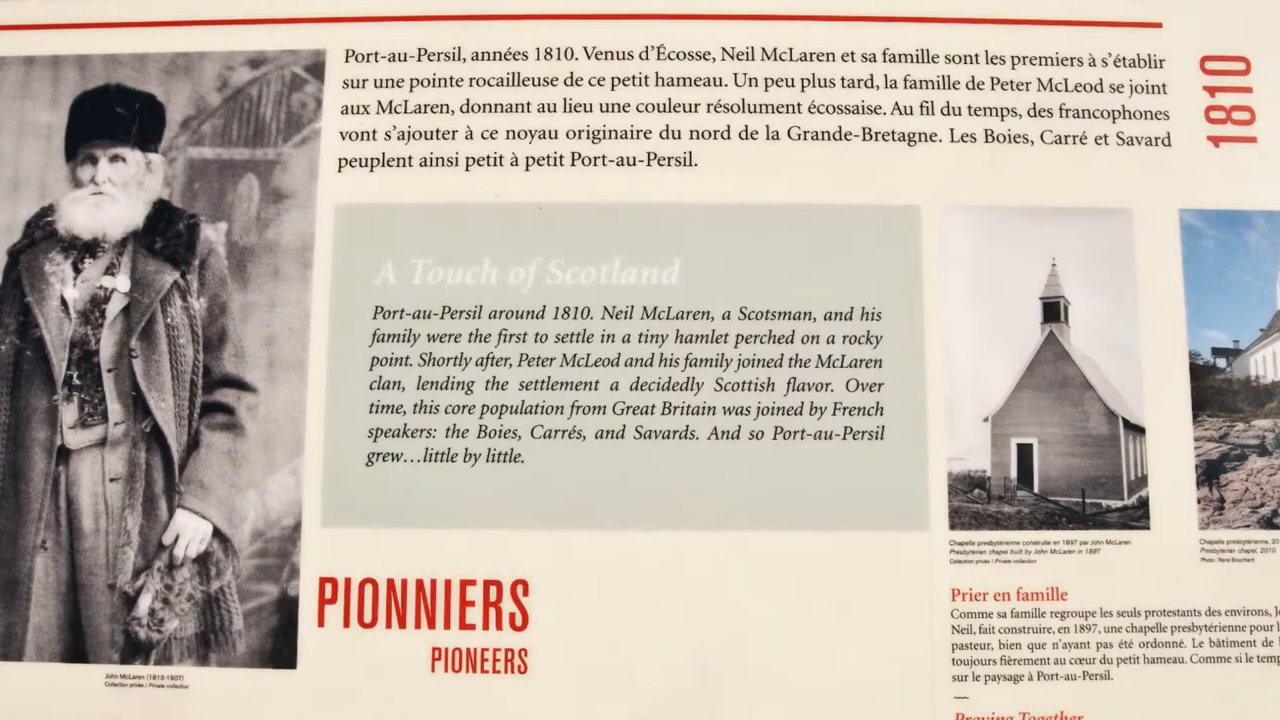 Port-au-Persil, années 1810. Venus d'Écosse, Neil McLaren et sa famille sont les premiers à s'établir
sur une pointe rocailleuse de ce petit hameau. Un peu plus tard, la famille de Peter McLeod se joint
aux McLaren, donnant au lieu une couleur résolument écossaise. Au fil du temps, des francophones
vont s'ajouter à ce noyau originaire du nord de la Grande-Bretagne. Les Boies, Carré et Savard
peuplent ainsi petit à petit Port-au-Persil.
1810
A Touch of Scotland
Port-au-Persil around 1810. Neil McLaren, a Scotsman, and his
family were the first to settle in a tiny hamlet perched on a rocky
point. Shortly after, Peter McLeod and his family joined the McLaren
clan, lending the settlement a decidedly Scottish flavor. Over
time, this core population from Great Britain was joined by French
speakers: the Boies, Carrés, and Savards. And so Port-au-Persil
grew…little by little.
PIONNIERS
PIONEERS
John McLaren (1813-1907)
Collection privée / Private collection
Chapelle presbytérienne construite en 1897 par John McLaren
Presbyterian chapel built by John McLaren in 1897
Collection privée / Private collection
Chapelle presbytérienne, 20
Presbyterian chapel, 2010
Photo : René Bouchard
Prier en famille
Comme sa famille regroupe les seuls protestants des environs, J
Neil, fait construire, en 1897, une chapelle presbytérienne pour l
pasteur, bien que n'ayant pas été ordonné. Le bâtiment de
toujours fièrement au cœur du petit hameau. Comme si le temp
sur le paysage à Port-au-Persil.
Praying Together